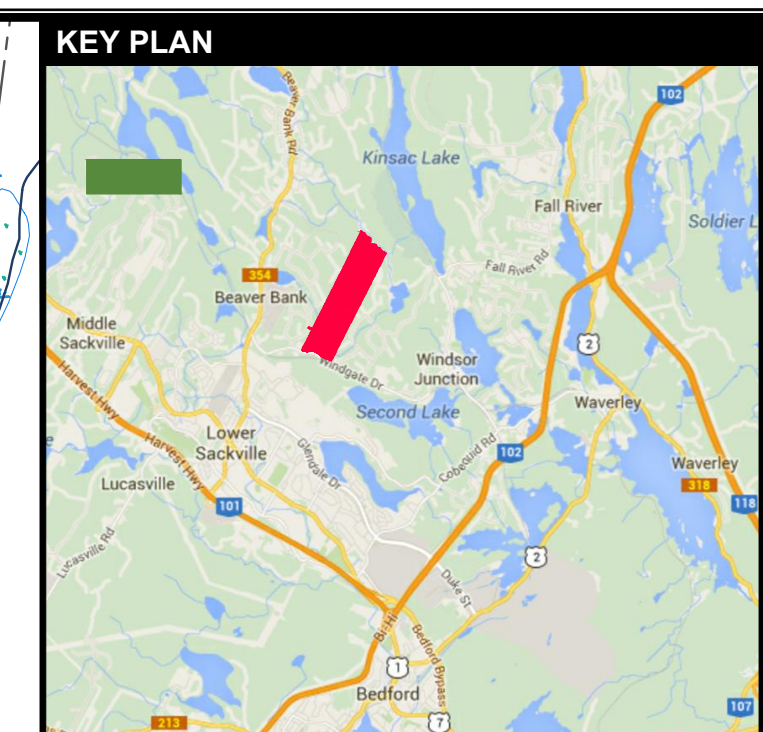 KEY PLAN
Beaver Bank Rd
102
Kinsac Lake
Fall River
Soldier L
Fall River Rd
354
Beaver Bank
Middle
Sackville
2
Windsor
Junction
Windgate Dr
Harvest Hwy
Second Lake
Waverley
Lower
Sackville
Harvest Hwy
Glendale Dr
Cobequid Rd
102
Waverley
318
Lucasville
101
118
Lucasville Rd
2
Duke St
Bi-Hi
Bedford Bypass
1
Bedford
107
213
7